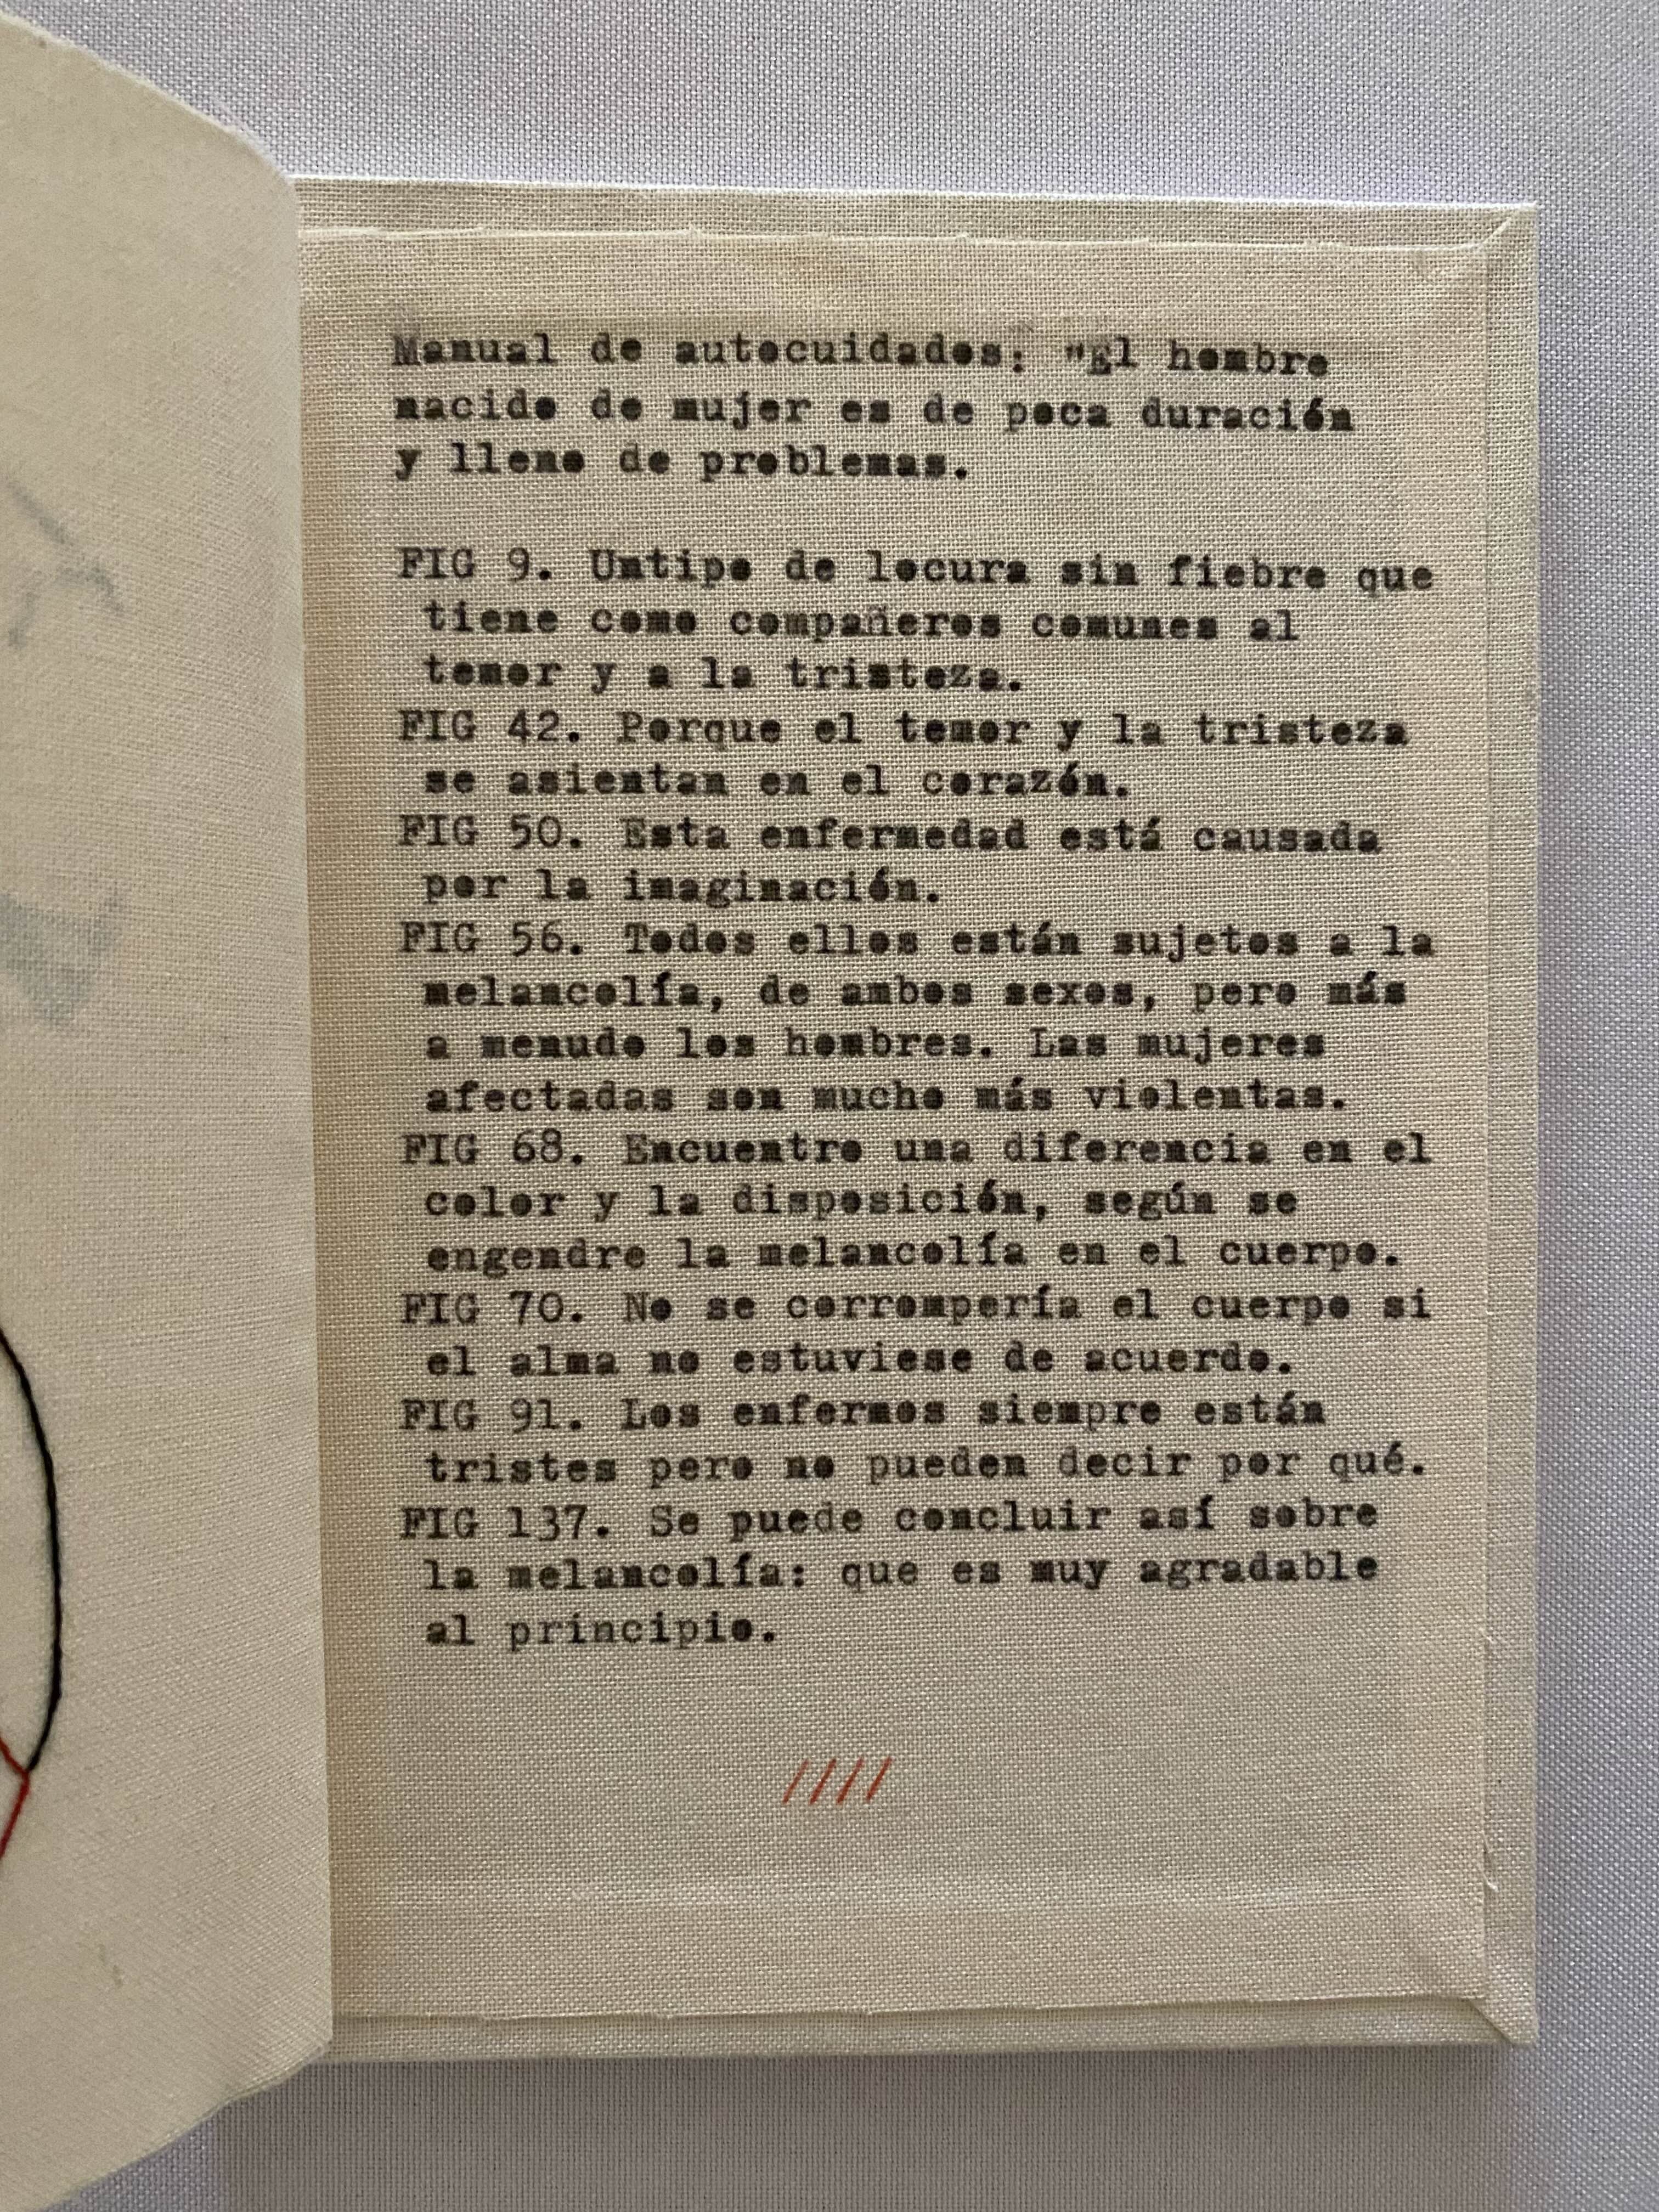 Manual de autocuidados: "El hombre
nacido de mujer es de poca duración
y lleno de problemas.
FIG 9. Untipo de locura sin fiebre que
tiene como compañeros comunes al
temor y a la tristeza.
FIG 42. Porque el temor y la tristeza
se asientan en el corazón.
FIG 50. Esta enfermedad está causada
por la imaginación.
FIG 56. Todos ellos están sujetos a la
melancolía, de ambos sexos, pero más
a menudo los hombres. Las mujeres
afectadas son mucho más violentas.
FIG 68. Encuentro una diferencia en el
color y la disposición, según se
engendre la melancolía en el cuerpo.
FIG 70. No se corrompería el cuerpo si
el alma no estuviese de acuerdo.
FIG 91. Los enfermos siempre están
tristes pero no pueden decir por qué.
FIG 137. Se puede concluir así sobre
la melancolía: que es muy agradable
al principio.
////